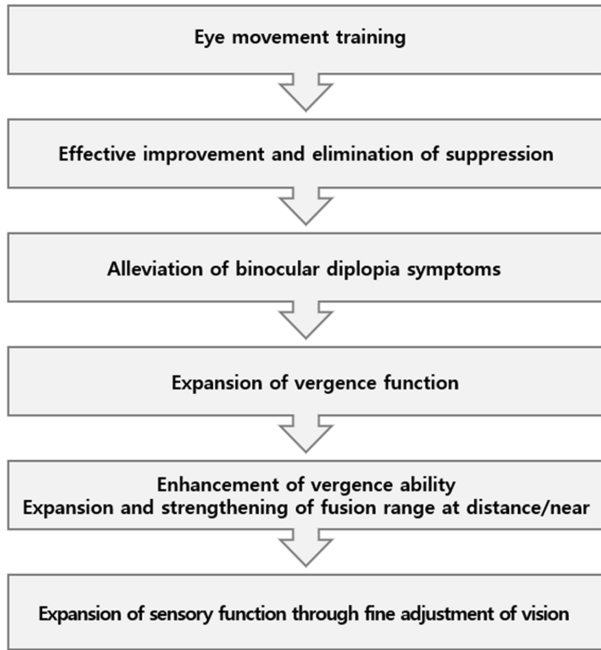 Eye movement training
Effective improvement and elimination of suppression
Alleviation of binocular diplopia symptoms
Expansion of vergence function
Enhancement of vergence ability
Expansion and strengthening of fusion range at distance/near
Expansion of sensory function through fine adjustment of vision